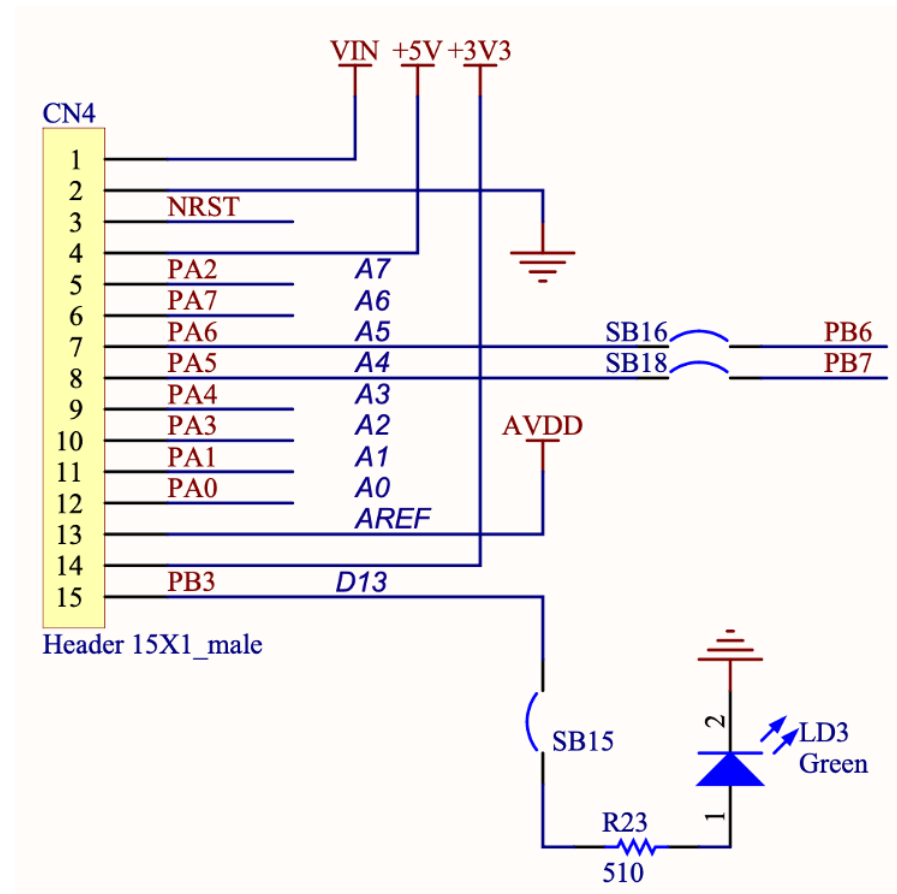 VIN +5V +3V3
CN4
1
2
3 NRST
4
5 PA2 A7
6 PA7 A6
7 PA6 A5 SB16 PB6
8 PA5 A4 SB18 PB7
9 PA4 A3
10 PA3 A2 AVDD
11 PA1 A1
12 PA0 A0
13 AREF
14
15 PB3 D13
Header 15X1_male
2
LD3
SB15
Green
1
R23
510